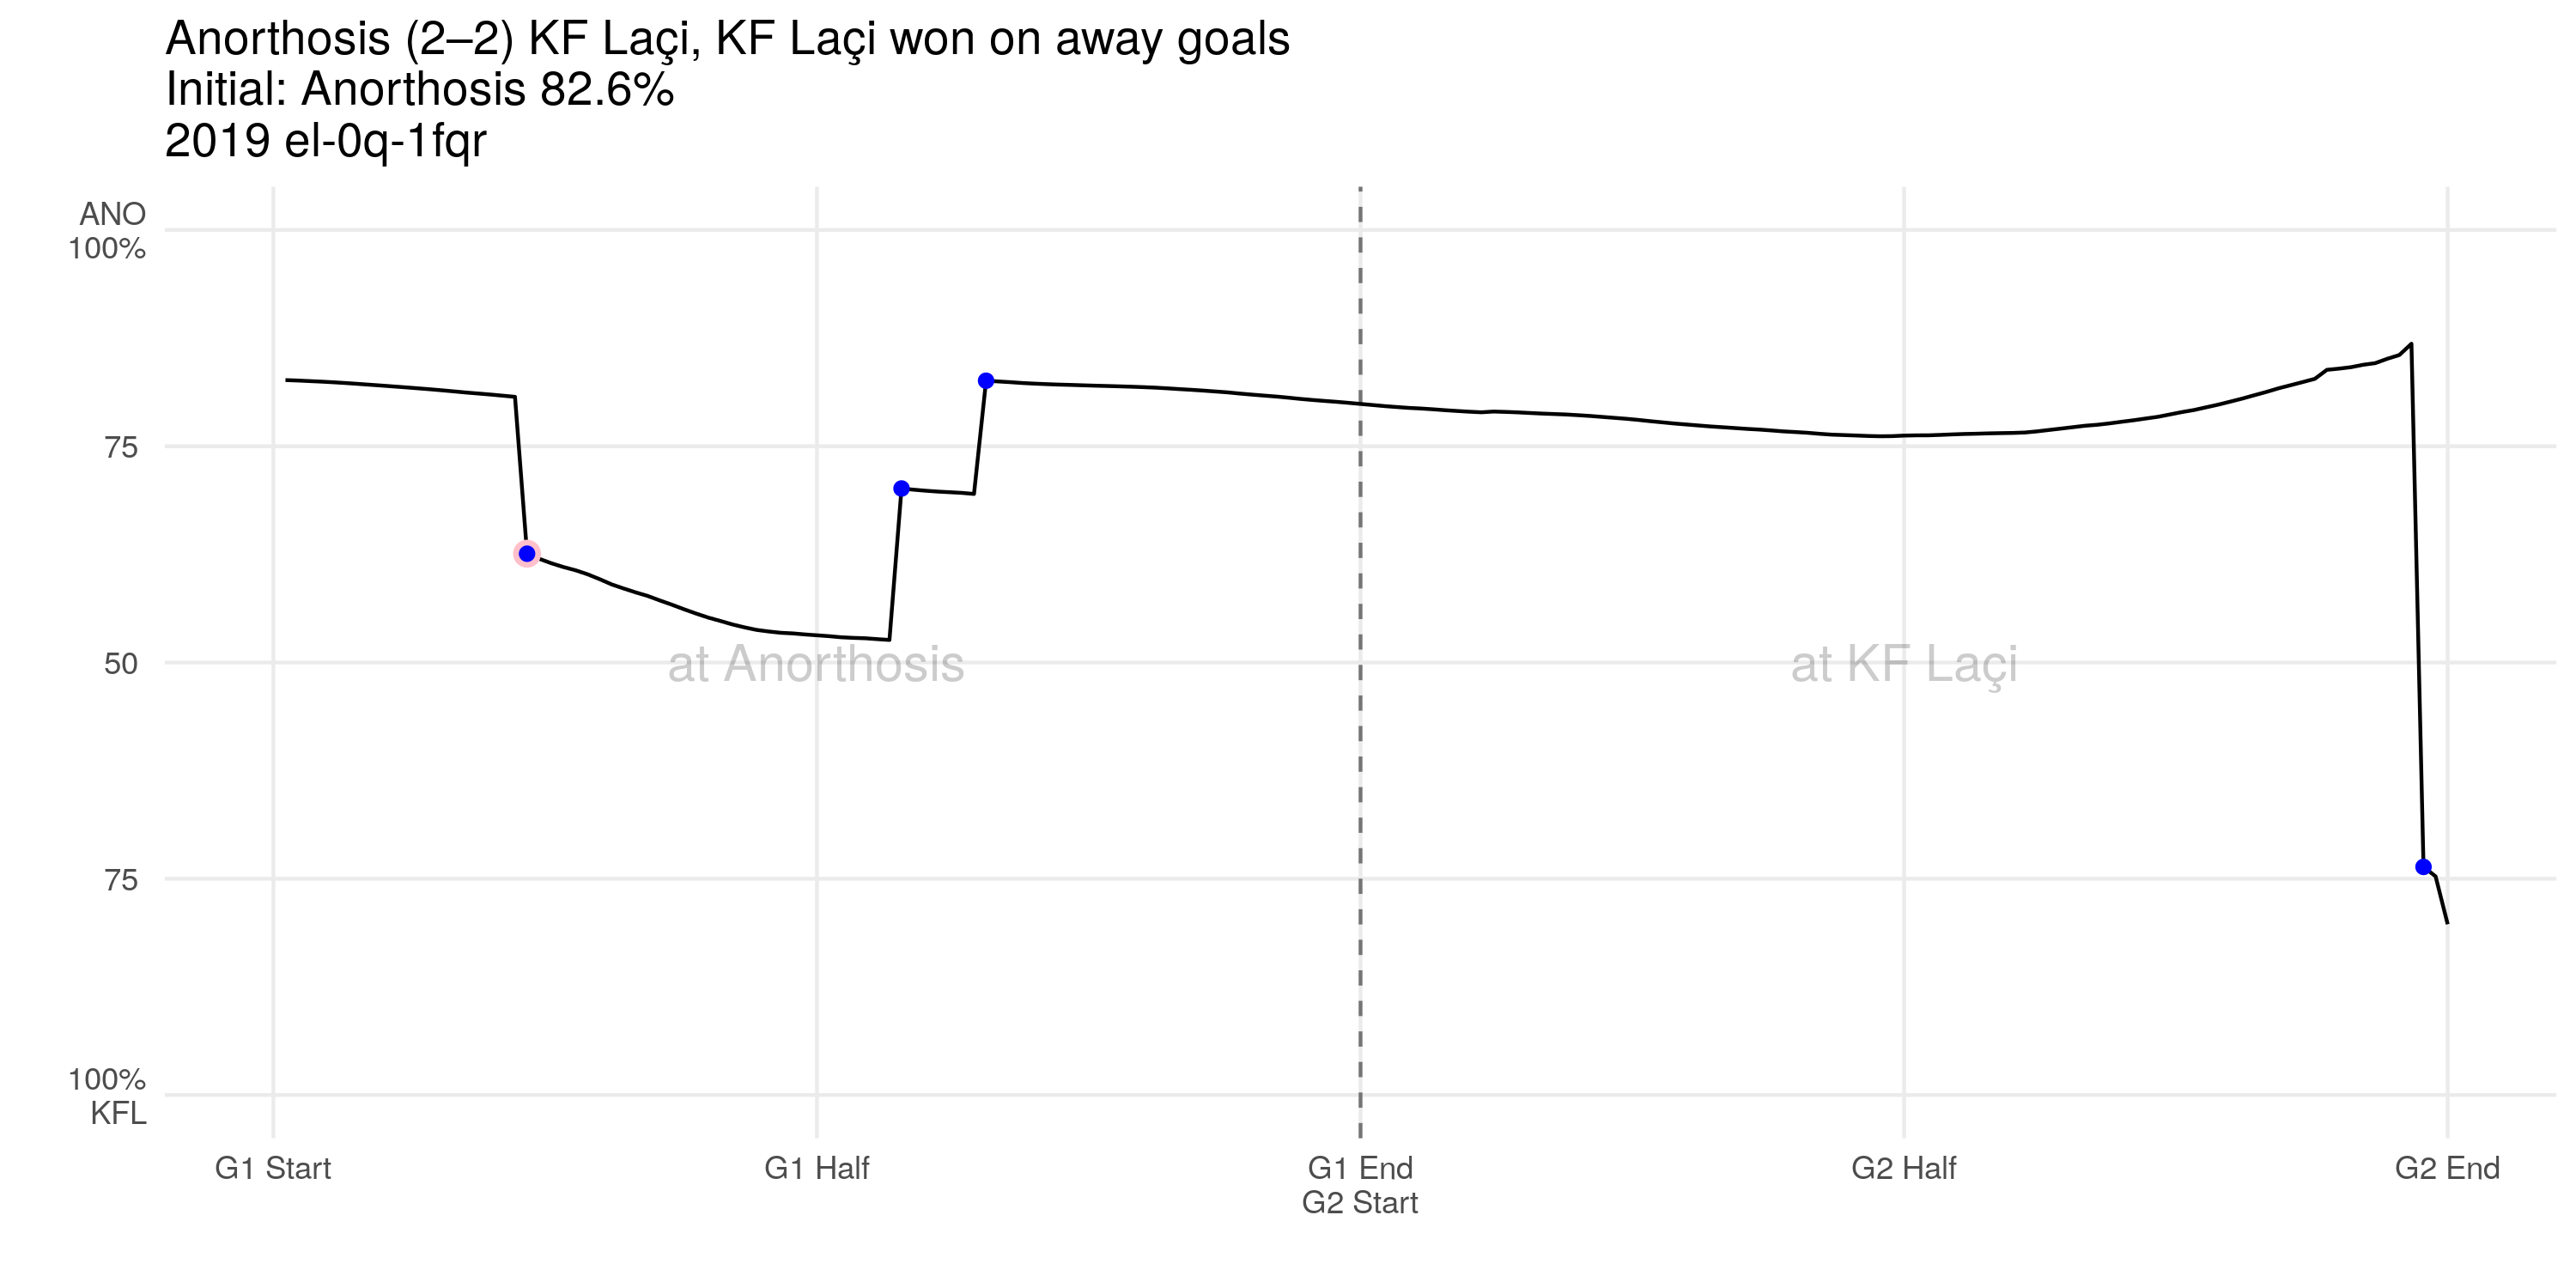 Anorthosis (2–2) KF Laçi, KF Laçi won on away goals
Initial: Anorthosis 82.6%
2019 el-0q-1fqr
ANO
100%
75
50
75
100%
KFL
at Anorthosis
at KF Laçi
G1 Start
G1 Half
G1 End
G2 Start
G2 Half
G2 End